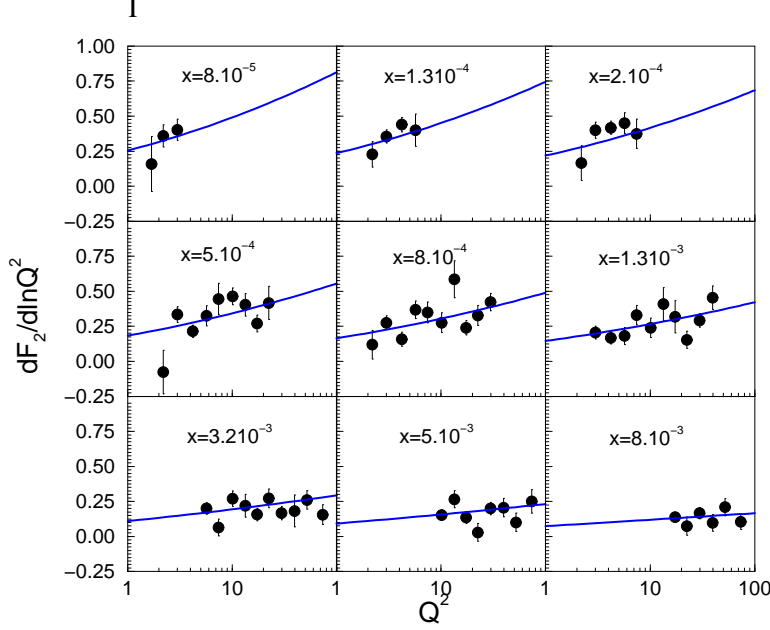 1
1.00
0.75
0.50
0.25
0.00
−0.25
x=8.10⁻⁵
x=1.310⁻⁴
x=2.10⁻⁴
0.75
0.50
0.25
0.00
−0.25
x=5.10⁻⁴
x=8.10⁻⁴
x=1.310⁻³
0.75
0.50
0.25
0.00
−0.25
x=3.210⁻³
x=5.10⁻³
x=8.10⁻³
dF₂/dlnQ²
1 10 1 10 1 10 100
Q²